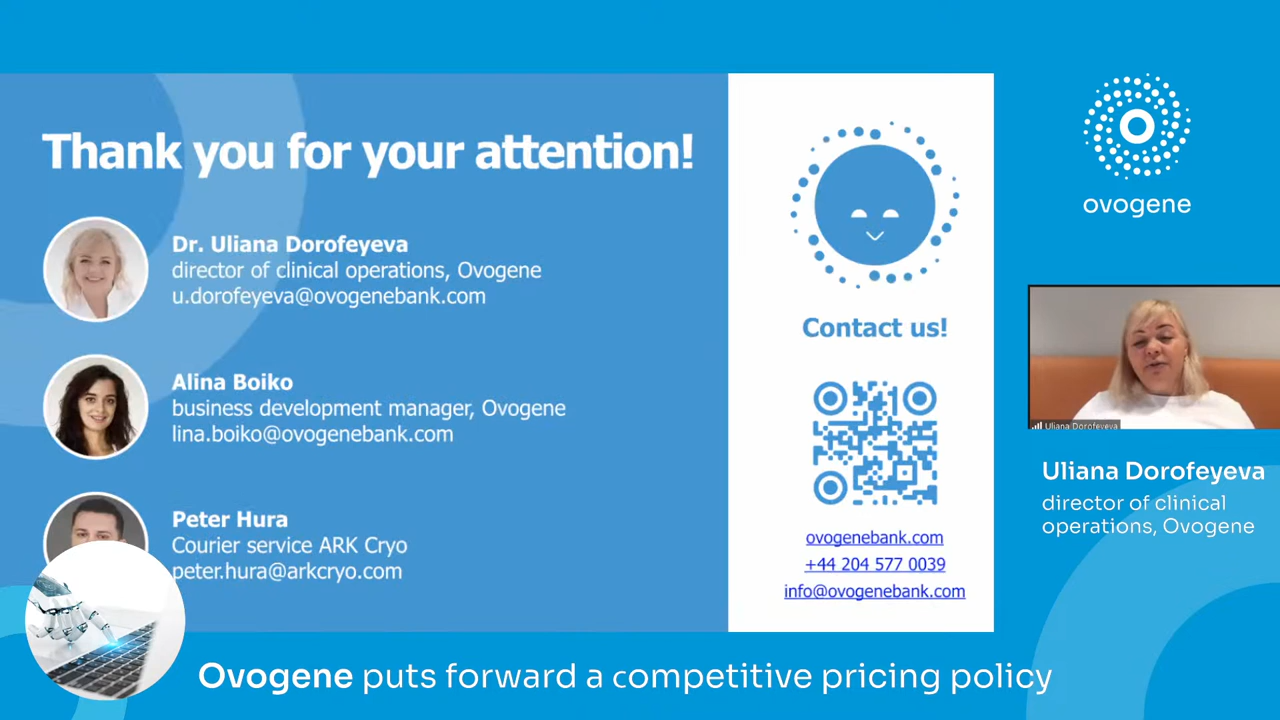 Thank you for your attention!
Dr. Uliana Dorofeyeva
director of clinical operations, Ovogene
u.dorofeyeva@ovogenebank.com
Alina Boiko
business development manager, Ovogene
lina.boiko@ovogenebank.com
Peter Hura
Courier service ARK Cryo
peter.hura@arkcryo.com
Contact us!
ovogenebank.com
+44 204 577 0039
info@ovogenebank.com
ovogene
Uliana Dorofeyeva
Uliana Dorofeyeva
director of clinical
operations, Ovogene
Ovogene puts forward a competitive pricing policy